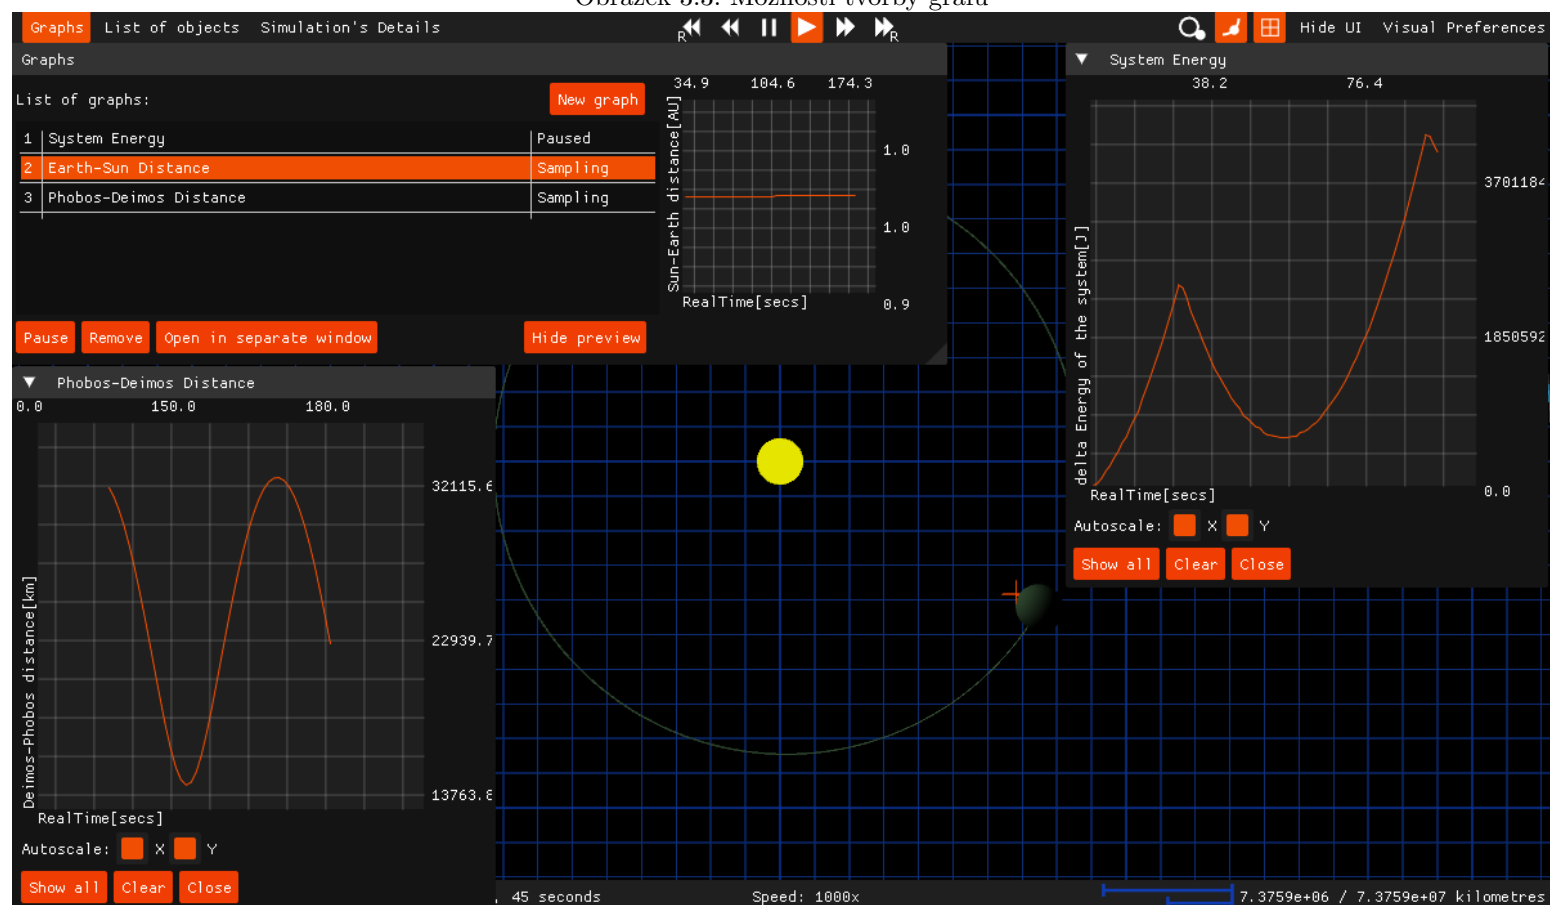 Obrázek 3.3: Možnosti tvorby grafů
Graphs List of objects Simulation's Details R R Hide UI Visual Preferences
Graphs
List of graphs: New graph
1 System Energy Paused
2 Earth-Sun Distance Sampling
3 Phobos-Deimos Distance Sampling
Pause Remove Open in separate window Hide preview
34.9 104.6 174.3
Sun-Earth distance[AU]
1.0
1.0
0.9
RealTime[secs]
System Energy
38.2 76.4
delta Energy of the system[J]
3701184
1850592
0.0
RealTime[secs]
Autoscale: X Y
Show all Clear Close
Phobos-Deimos Distance
0.0 150.0 180.0
Deimos-Phobos distance[km]
32115.6
22939.7
13763.8
RealTime[secs]
Autoscale: X Y
Show all Clear Close
, 45 seconds Speed: 1000x 7.3759e+06 / 7.3759e+07 kilometres